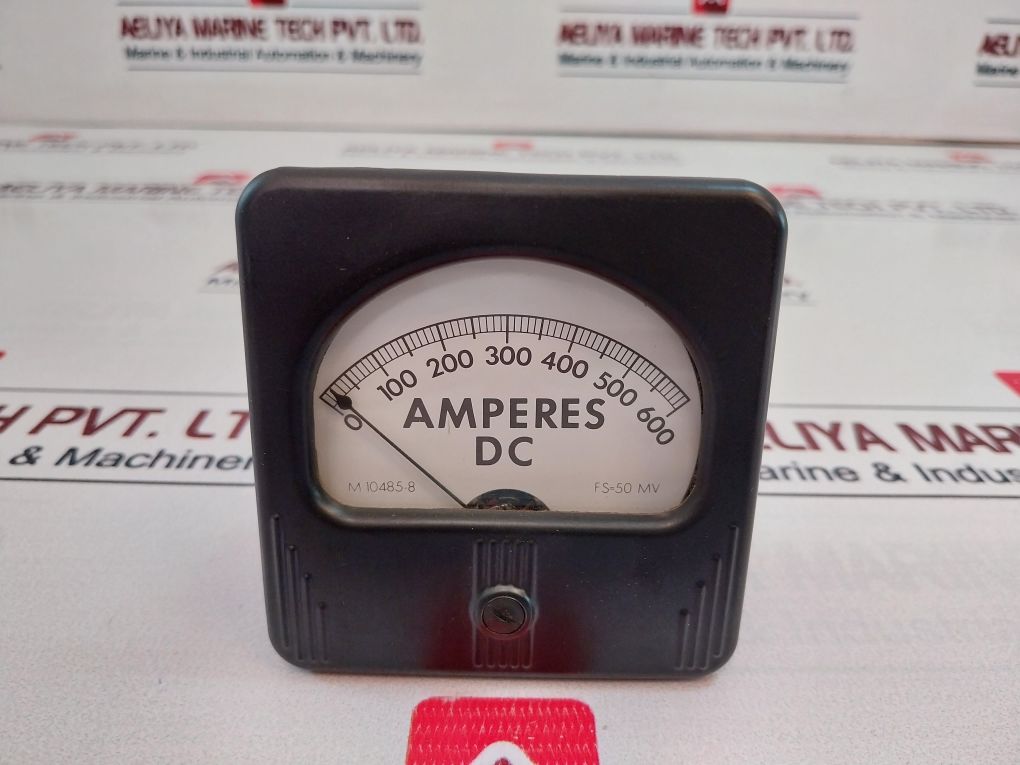 AELIYA MARINE TECH PVT. LTD.
Marine & Industrial Automation & Machinery
AELIYA MARINE TECH PVT. LTD.
Marine & Industrial Automation & Machinery
0 100 200 300 400 500 600
AMPERES
DC
M 10485-8
FS=50 MV
PVT. LT
& Machiner
AELIYA MAR
arine & Indus